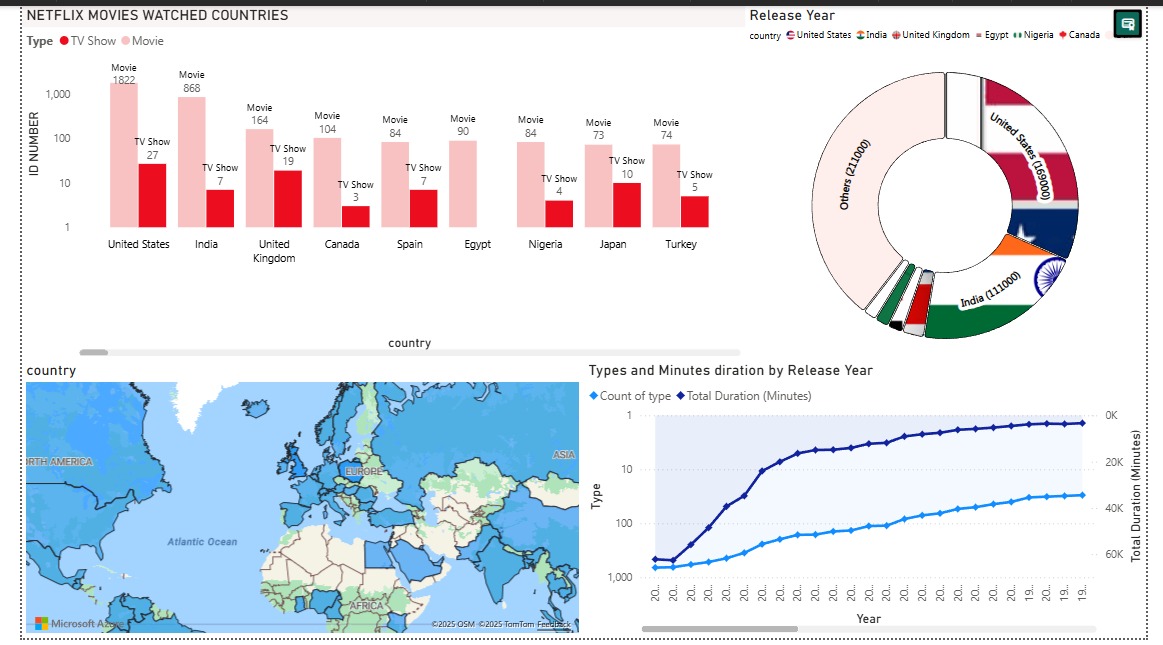 NETFLIX MOVIES WATCHED COUNTRIES
Type TV Show Movie
ID NUMBER
1,000
100
10
1
Movie
1822
TV Show
27
Movie
868
TV Show
7
Movie
164
TV Show
19
Movie
104
TV Show
3
Movie
84
TV Show
7
Movie
90
Movie
84
TV Show
4
Movie
73
TV Show
10
Movie
74
TV Show
5
United States
India
United
Kingdom
Canada
Spain
Egypt
Nigeria
Japan
Turkey
country
Release Year
country United States India United Kingdom Egypt Nigeria Canada
United States (169000)
India (111000)
Others (211000)
country
RTH AMERICA
EUROPE
ASIA
Atlantic Ocean
AFRICA
Microsoft Azure
©2025 OSM ©2025 TomTom Feedback
Types and Minutes diration by Release Year
Count of type Total Duration (Minutes)
Type
1
10
100
1,000
0K
20K
40K
60K
Total Duration (Minutes)
20.. 20.. 20.. 20.. 20.. 20.. 20.. 20.. 20.. 20.. 20.. 20.. 20.. 20.. 20.. 20.. 20.. 20.. 20.. 20.. 20.. 19.. 19.. 19.. 19..
Year